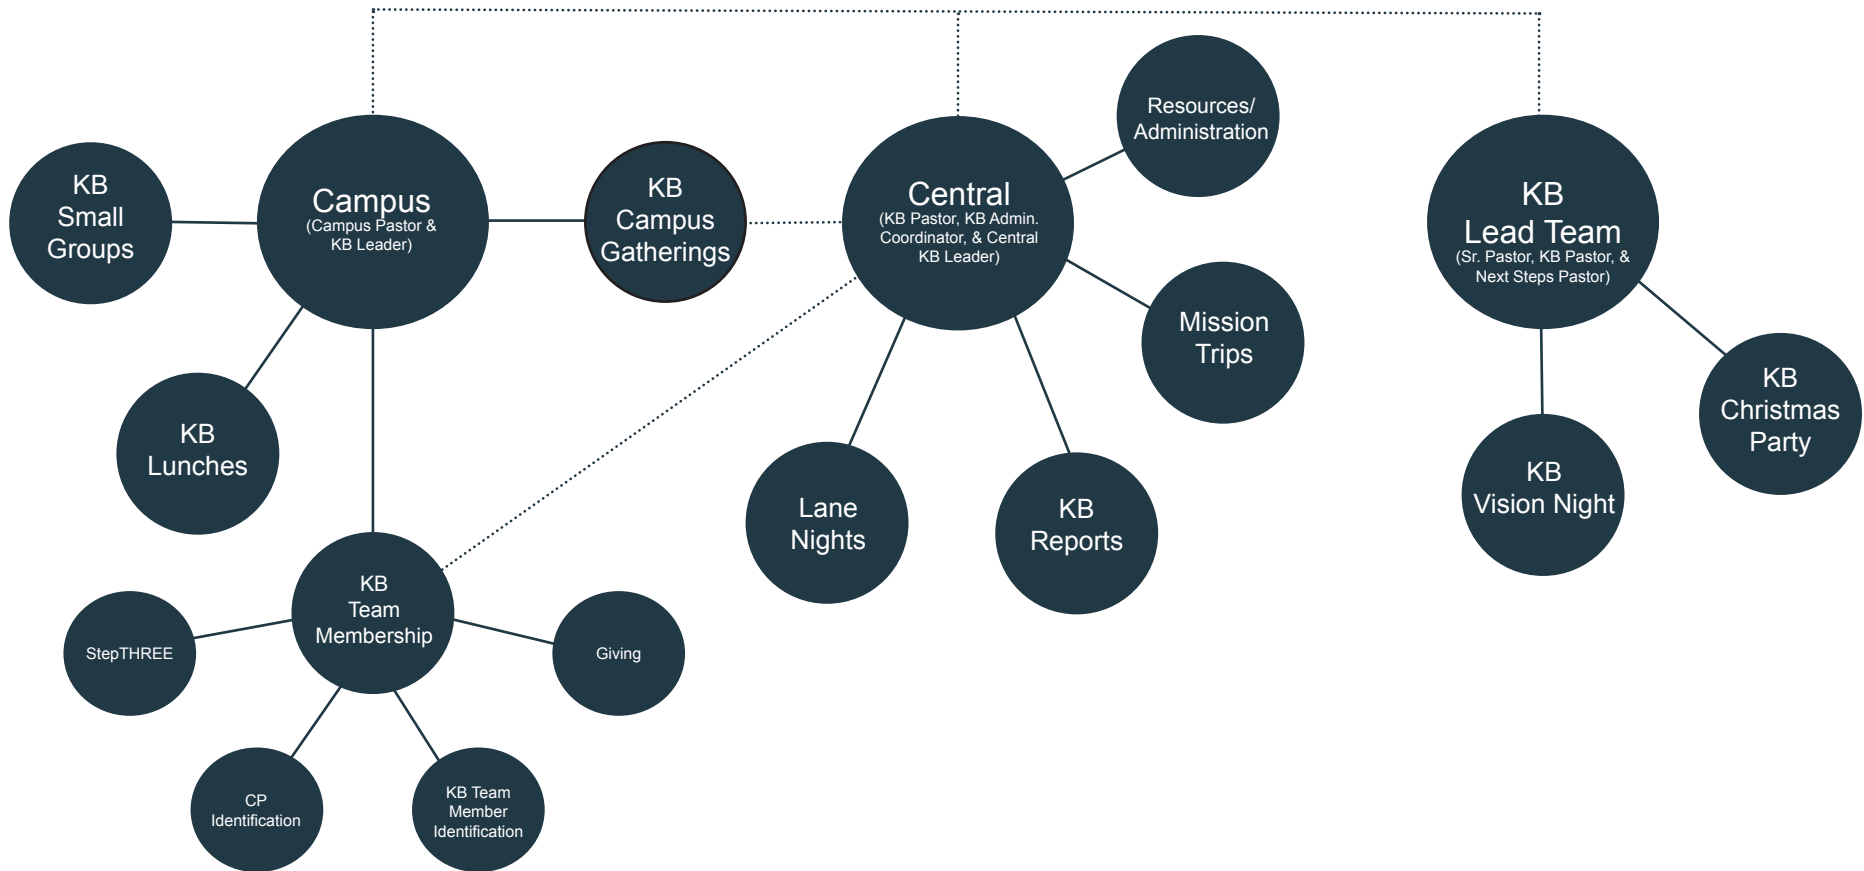 KB
Small
Groups
Campus
(Campus Pastor &
KB Leader)
KB
Campus
Gatherings
Central
(KB Pastor, KB Admin.
Coordinator, & Central
KB Leader)
Resources/
Administration
KB
Lead Team
(Sr. Pastor, KB Pastor, &
Next Steps Pastor)
Mission
Trips
KB
Christmas
Party
KB
Lunches
Lane
Nights
KB
Reports
KB
Vision Night
KB
Team
Membership
StepTHREE
Giving
CP
Identification
KB Team
Member
Identification